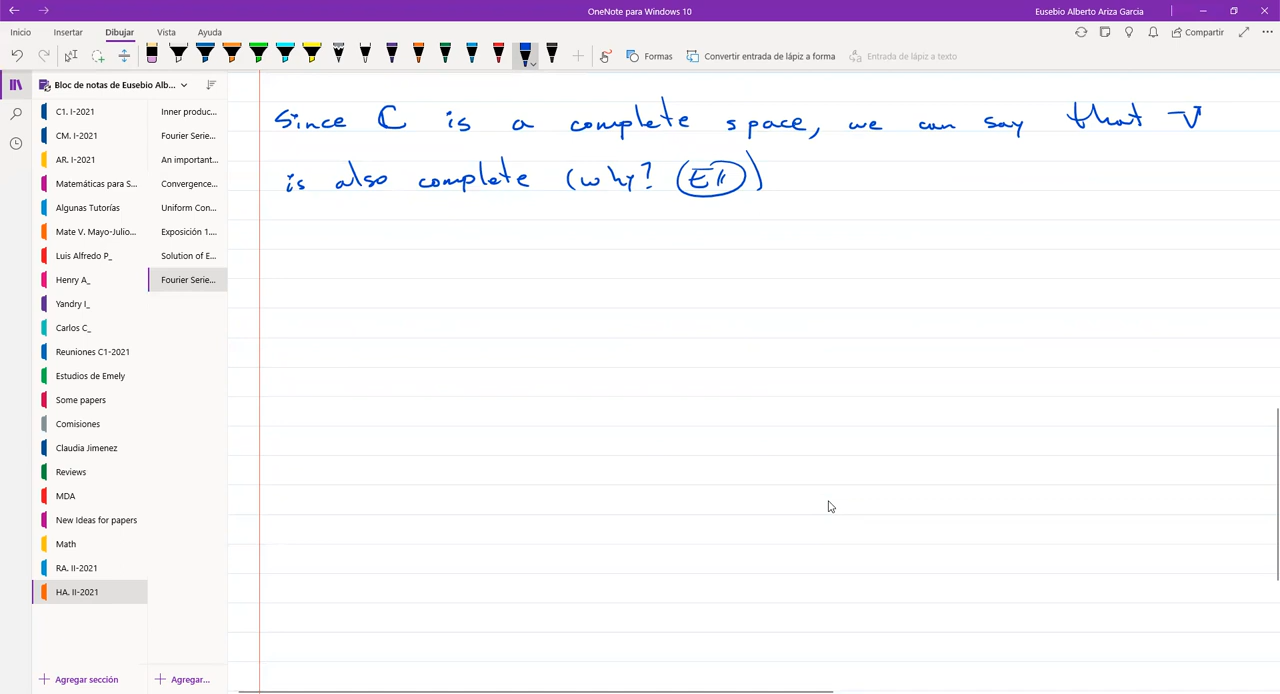 OneNote para Windows 10
Eusebio Alberto Ariza Garcia
Inicio Insertar Dibujar Vista Ayuda
Compartir
Formas Convertir entrada de lápiz a forma Entrada de lápiz a texto
Bloc de notas de Eusebio Alb...
C1. I-2021
CM. I-2021
AR. I-2021
Matemáticas para S...
Algunas Tutorías
Mate V. Mayo-Julio...
Luis Alfredo P_
Henry A_
Yandry I_
Carlos C_
Reuniones C1-2021
Estudios de Emely
Some papers
Comisiones
Claudia Jimenez
Reviews
MDA
New Ideas for papers
Math
RA. II-2021
HA. II-2021
Agregar sección
Inner produc...
Fourier Serie...
An important...
Convergence...
Uniform Con...
Exposición 1...
Solution of E...
Fourier Serie...
Agregar...
Since C is a complete space, we can say that V
is also complete (why?